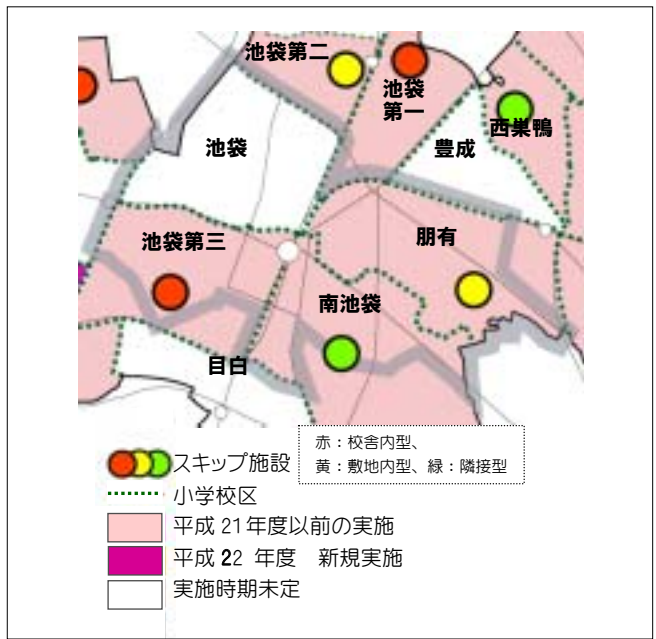 池袋第二
池袋
第一
西巣鴨
池袋
豊成
池袋第三
朋有
南池袋
目白
スキップ施設
赤：校舎内型、
黄：敷地内型、緑：隣接型
小学校区
平成 21年度以前の実施
平成 22 年度　新規実施
実施時期未定